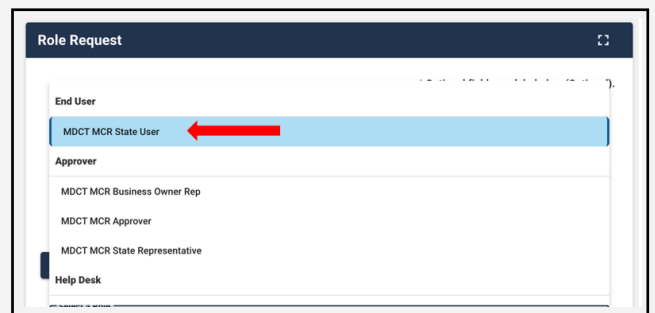 Role Request
End User
MDCT MCR State User
Approver
MDCT MCR Business Owner Rep
MDCT MCR Approver
MDCT MCR State Representative
Help Desk